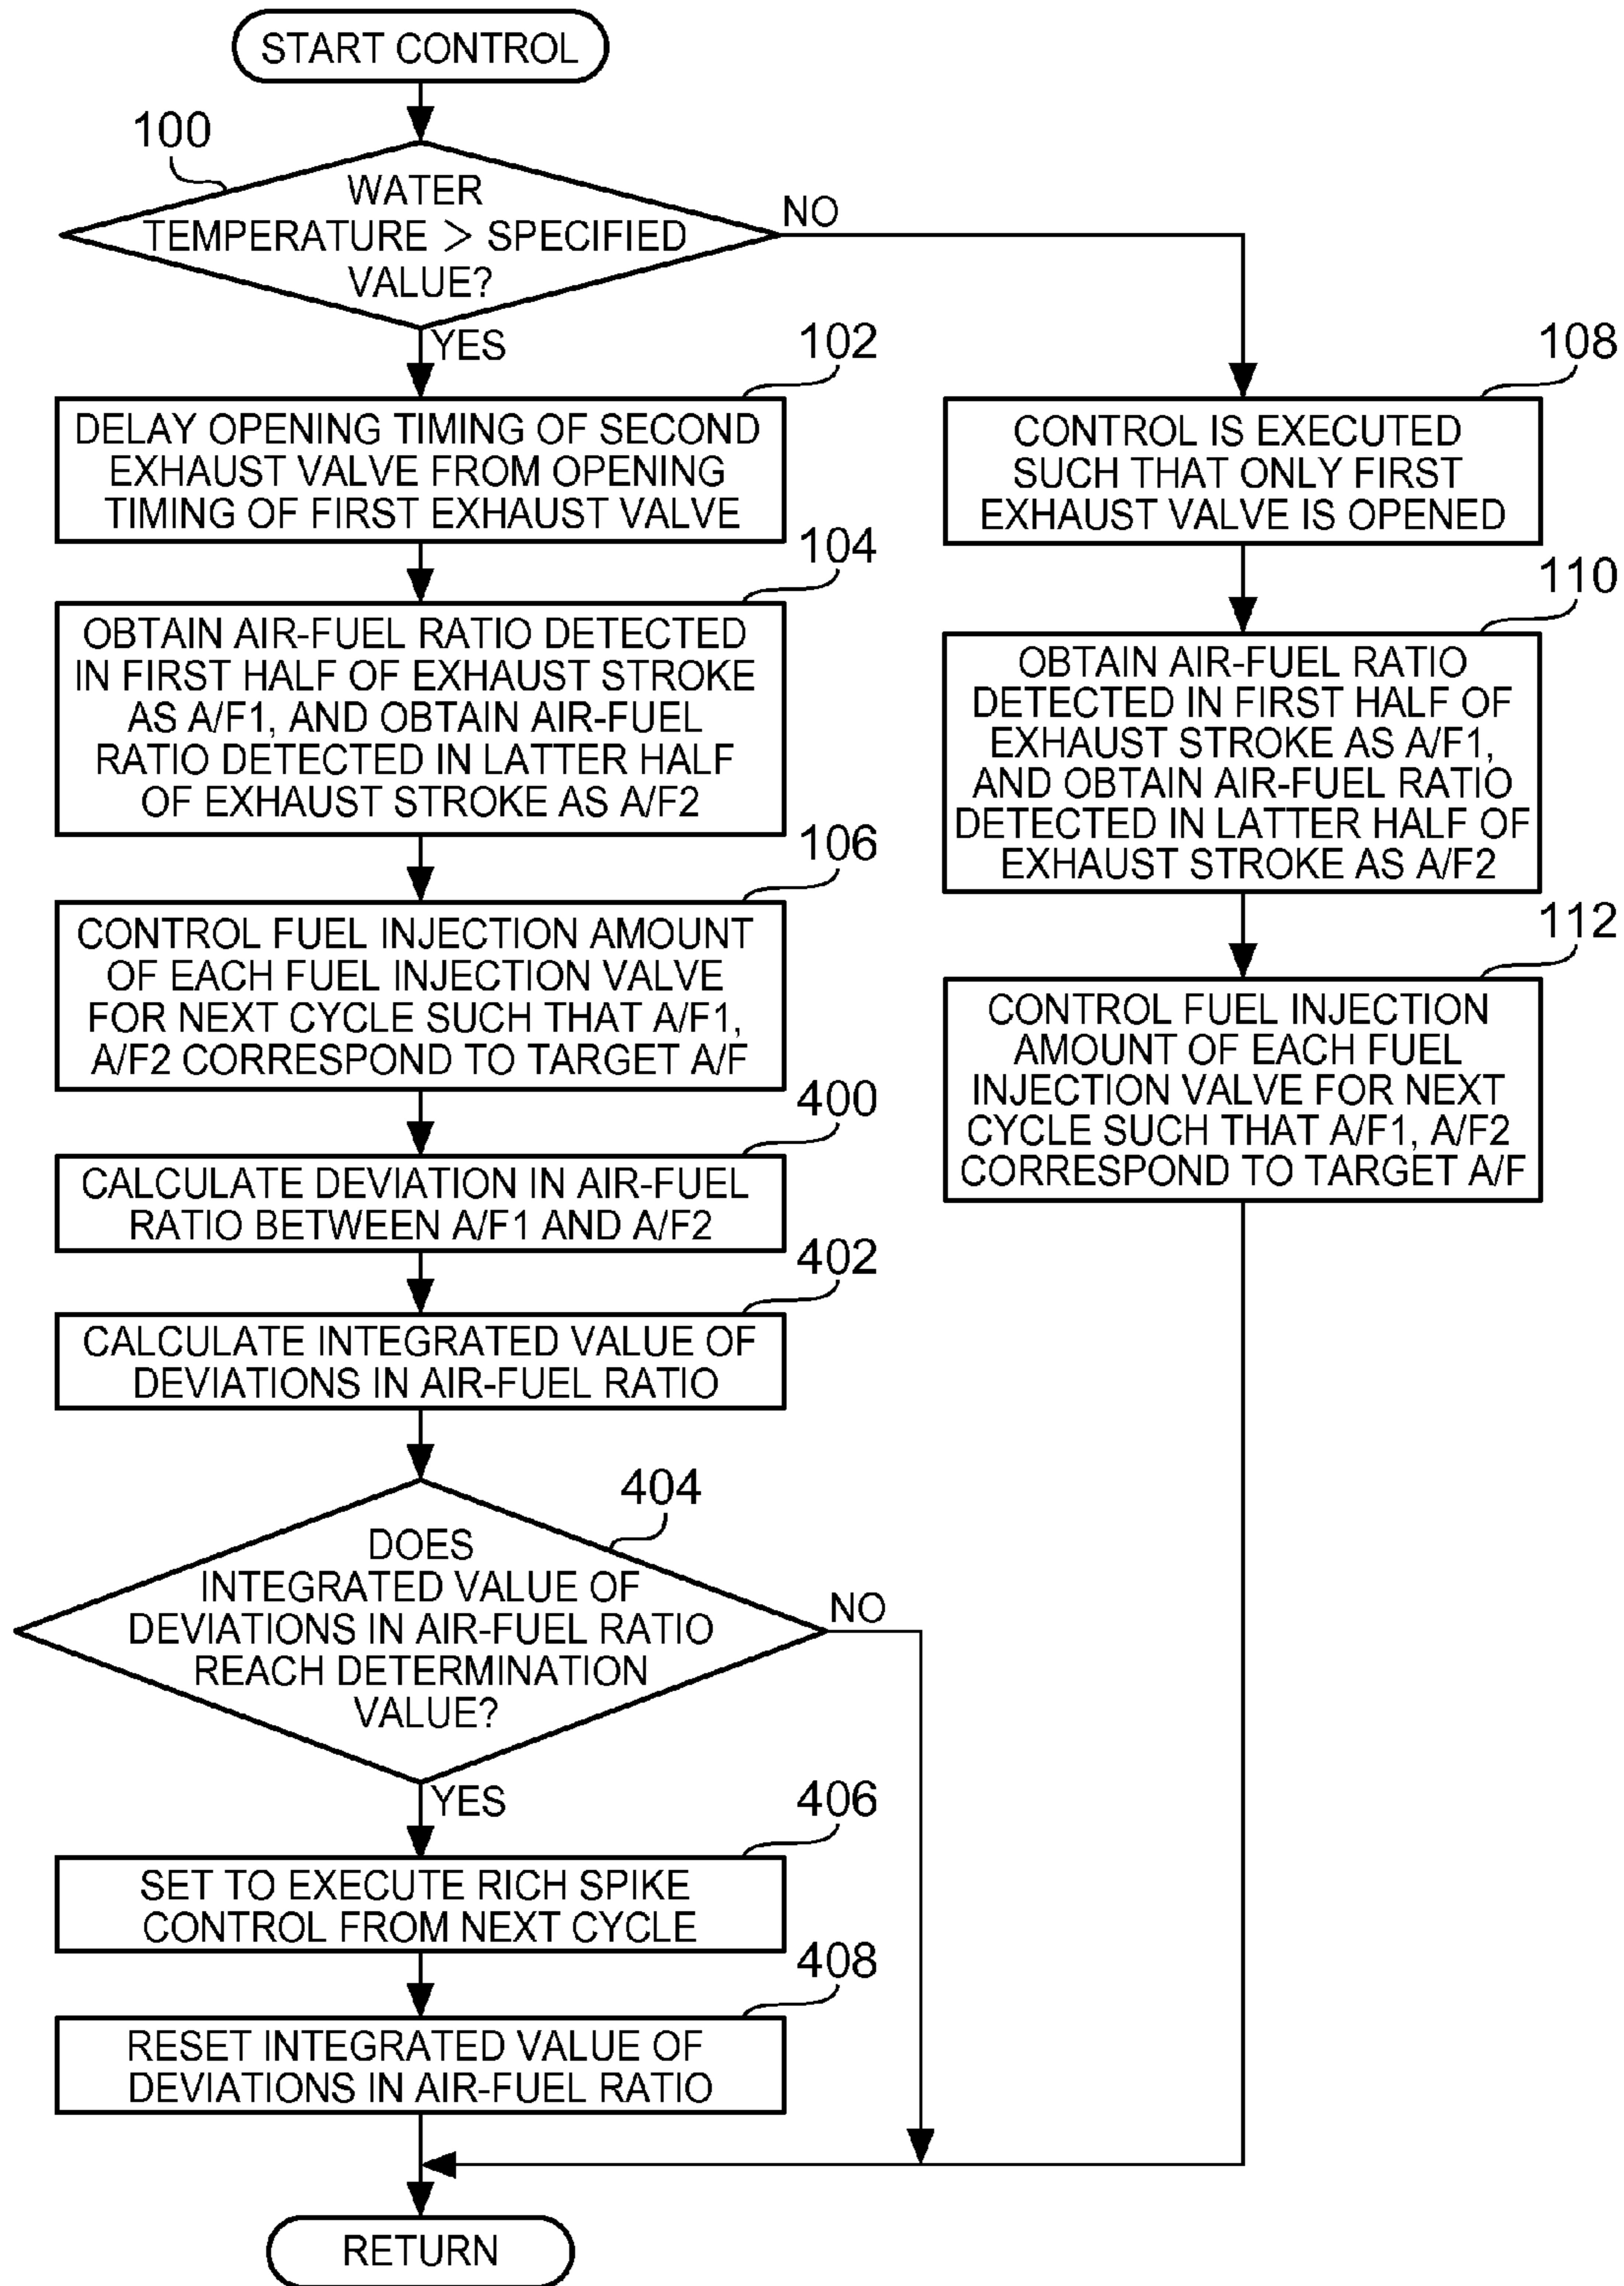 START CONTROL
100
WATER
TEMPERATURE > SPECIFIED
VALUE?
NO
YES
102
DELAY OPENING TIMING OF SECOND
EXHAUST VALVE FROM OPENING
TIMING OF FIRST EXHAUST VALVE
104
OBTAIN AIR-FUEL RATIO DETECTED
IN FIRST HALF OF EXHAUST STROKE
AS A/F1, AND OBTAIN AIR-FUEL
RATIO DETECTED IN LATTER HALF
OF EXHAUST STROKE AS A/F2
106
CONTROL FUEL INJECTION AMOUNT
OF EACH FUEL INJECTION VALVE
FOR NEXT CYCLE SUCH THAT A/F1,
A/F2 CORRESPOND TO TARGET A/F
400
CALCULATE DEVIATION IN AIR-FUEL
RATIO BETWEEN A/F1 AND A/F2
402
CALCULATE INTEGRATED VALUE OF
DEVIATIONS IN AIR-FUEL RATIO
404
DOES
INTEGRATED VALUE OF
DEVIATIONS IN AIR-FUEL RATIO
REACH DETERMINATION
VALUE?
NO
YES
406
SET TO EXECUTE RICH SPIKE
CONTROL FROM NEXT CYCLE
408
RESET INTEGRATED VALUE OF
DEVIATIONS IN AIR-FUEL RATIO
108
CONTROL IS EXECUTED
SUCH THAT ONLY FIRST
EXHAUST VALVE IS OPENED
110
OBTAIN AIR-FUEL RATIO
DETECTED IN FIRST HALF OF
EXHAUST STROKE AS A/F1,
AND OBTAIN AIR-FUEL RATIO
DETECTED IN LATTER HALF OF
EXHAUST STROKE AS A/F2
112
CONTROL FUEL INJECTION
AMOUNT OF EACH FUEL
INJECTION VALVE FOR NEXT
CYCLE SUCH THAT A/F1, A/F2
CORRESPOND TO TARGET A/F
RETURN